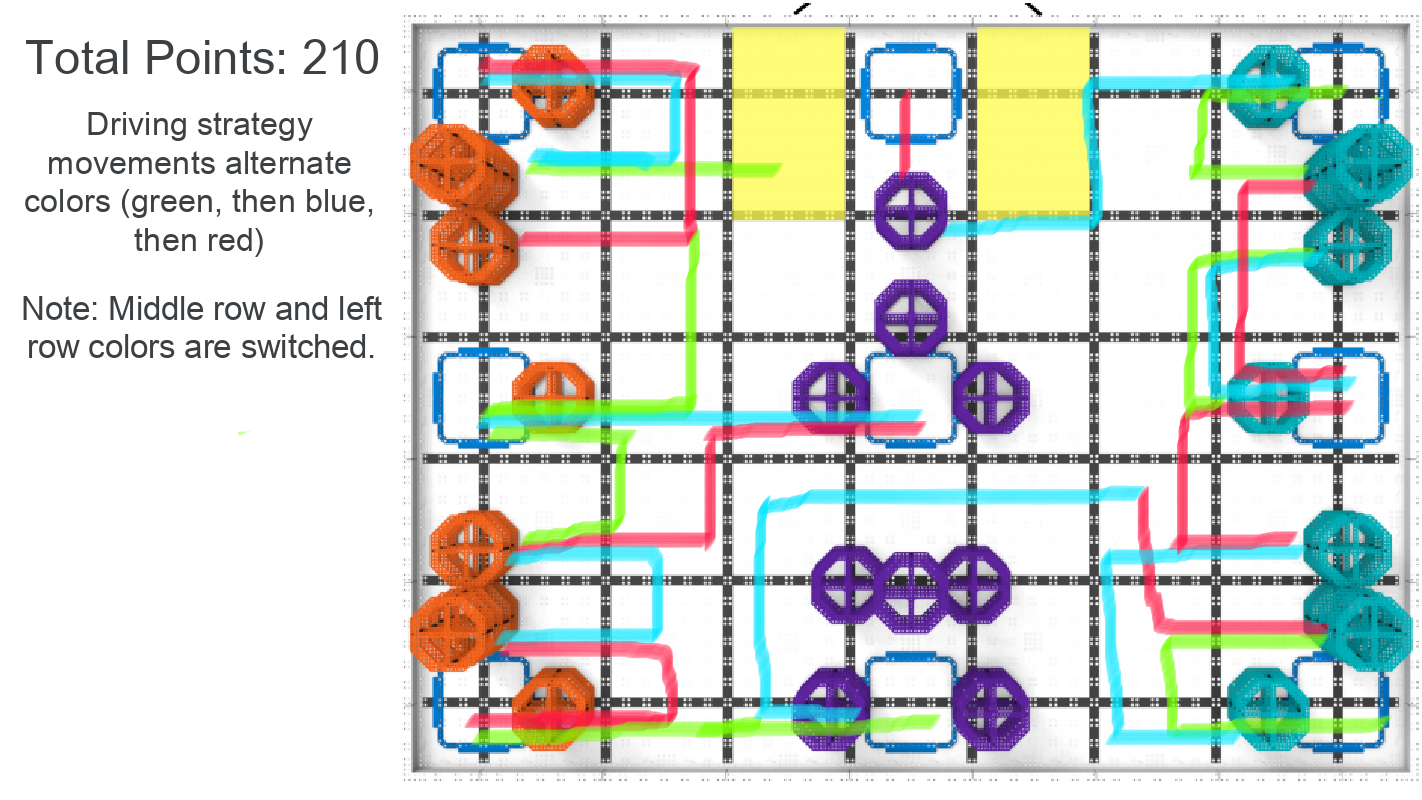 Total Points: 210
Driving strategy
movements alternate
colors (green, then blue,
then red)
Note: Middle row and left
row colors are switched.